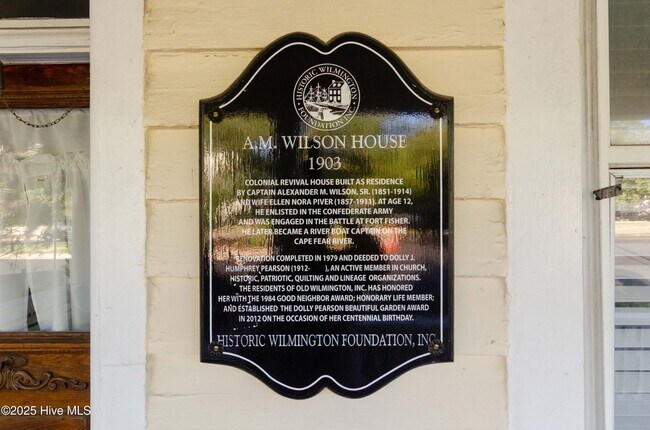 HISTORIC WILMINGTON
FOUNDATION, INC.
A.M. WILSON HOUSE
1903
COLONIAL REVIVAL HOUSE BUILT AS RESIDENCE
BY CAPTAIN ALEXANDER M. WILSON, SR. (1851-1914)
AND WIFE ELLEN NORA PIVER (1857-1933). AT AGE 12,
HE ENLISTED IN THE CONFEDERATE ARMY
AND WAS ENGAGED IN THE BATTLE AT FORT FISHER.
HE LATER BECAME A RIVER BOAT CAPTAIN ON THE
CAPE FEAR RIVER.
RENOVATION COMPLETED IN 1979 AND DEEDED TO DOLLY J.
HUMPHREY PEARSON (1912- ), AN ACTIVE MEMBER IN CHURCH,
HISTORIC, PATRIOTIC, QUILTING AND LINEAGE ORGANIZATIONS.
THE RESIDENTS OF OLD WILMINGTON, INC. HAS HONORED
HER WITH THE 1984 GOOD NEIGHBOR AWARD; HONORARY LIFE MEMBER;
AND ESTABLISHED THE DOLLY PEARSON BEAUTIFUL GARDEN AWARD
IN 2012 ON THE OCCASION OF HER CENTENNIAL BIRTHDAY.
HISTORIC WILMINGTON FOUNDATION, INC.
©2025 Hive MLS